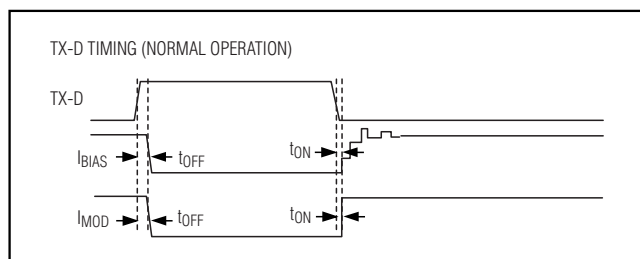 TX-D TIMING (NORMAL OPERATION)
TX-D
IBIAS tOFF tON
IMOD tOFF tON